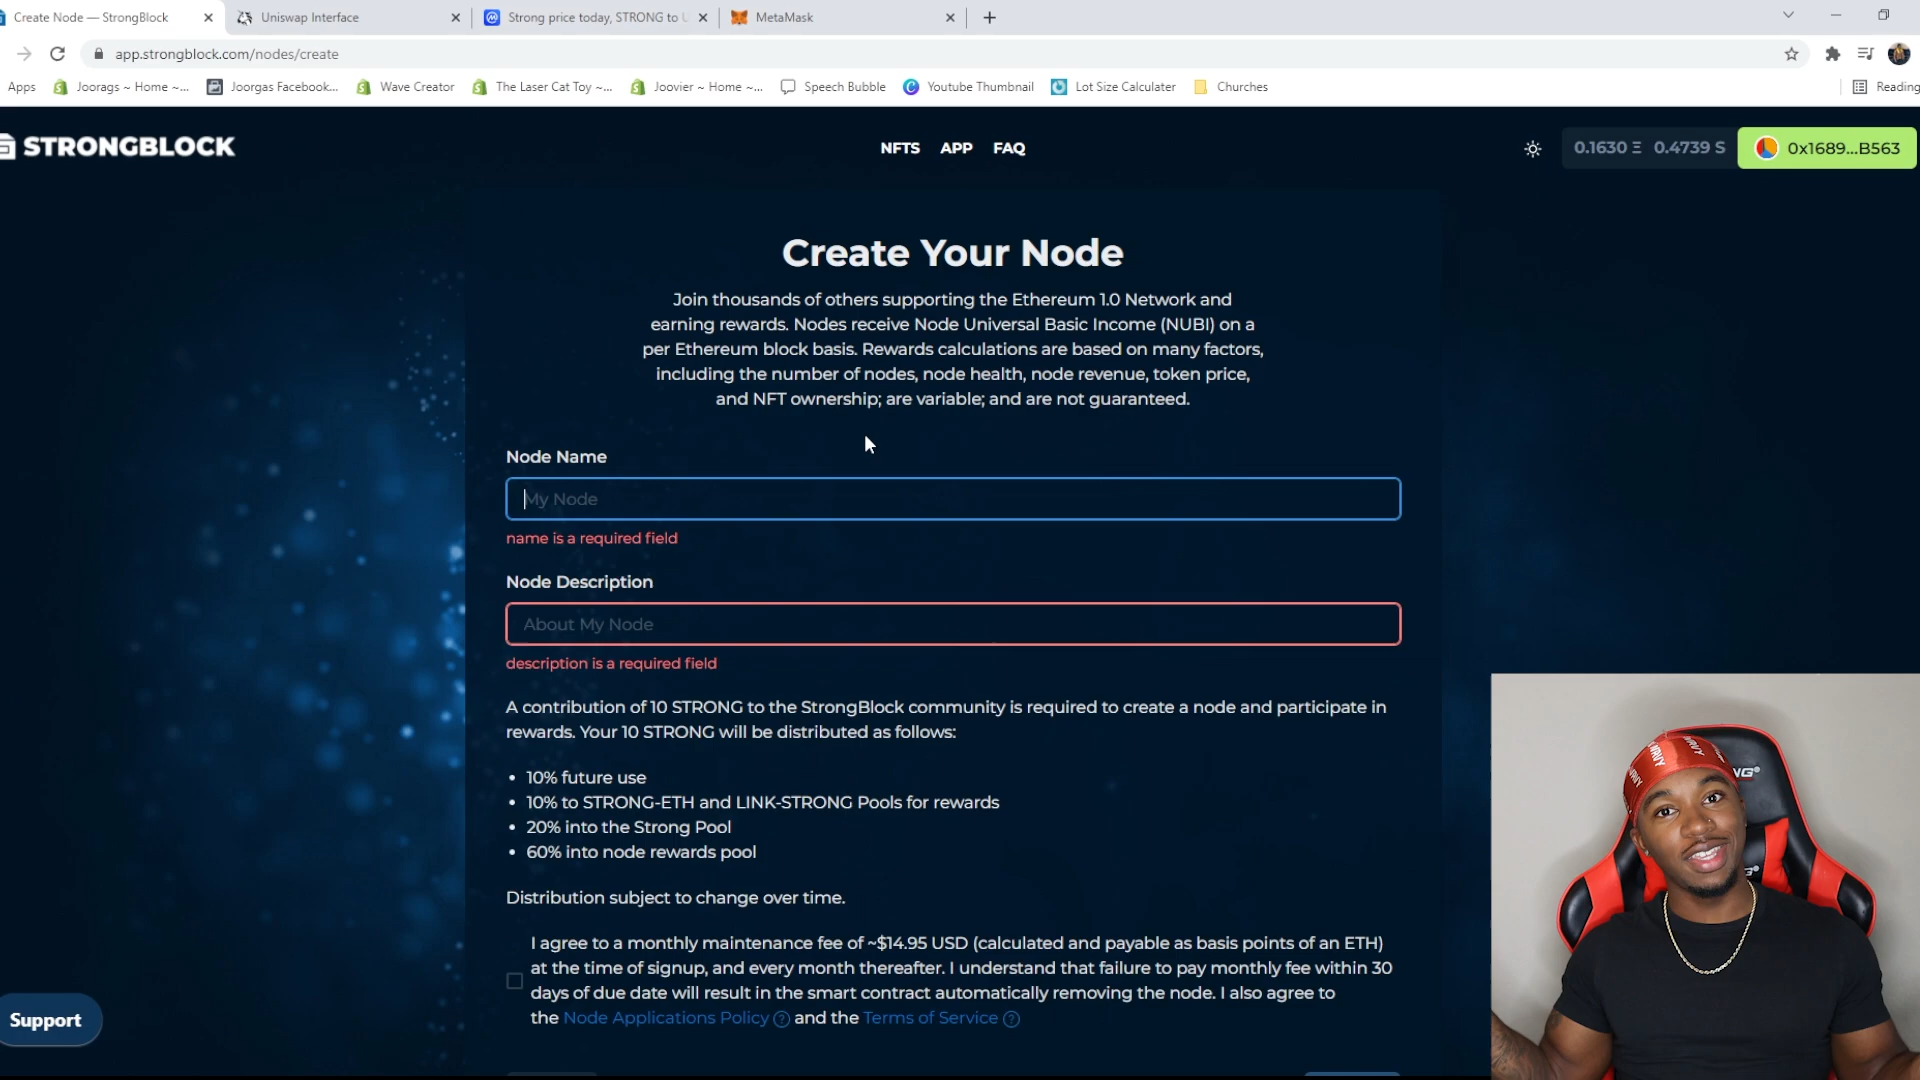 Create Node — StrongBlock
Uniswap Interface
Strong price today, STRONG to U
MetaMask
app.strongblock.com/nodes/create
Apps
Joorags ~ Home ~...
Joorgas Facebook...
Wave Creator
The Laser Cat Toy ~...
Joovier ~ Home ~...
Speech Bubble
Youtube Thumbnail
Lot Size Calculater
Churches
Reading
STRONGBLOCK
NFTS APP FAQ
0.1630 Ξ 0.4739 S
0x1689...B563
Create Your Node
Join thousands of others supporting the Ethereum 1.0 Network and
earning rewards. Nodes receive Node Universal Basic Income (NUBI) on a
per Ethereum block basis. Rewards calculations are based on many factors,
including the number of nodes, node health, node revenue, token price,
and NFT ownership; are variable; and are not guaranteed.
Node Name
My Node
name is a required field
Node Description
About My Node
description is a required field
A contribution of 10 STRONG to the StrongBlock community is required to create a node and participate in
rewards. Your 10 STRONG will be distributed as follows:
• 10% future use
• 10% to STRONG-ETH and LINK-STRONG Pools for rewards
• 20% into the Strong Pool
• 60% into node rewards pool
Distribution subject to change over time.
I agree to a monthly maintenance fee of ~$14.95 USD (calculated and payable as basis points of an ETH)
at the time of signup, and every month thereafter. I understand that failure to pay monthly fee within 30
days of due date will result in the smart contract automatically removing the node. I also agree to
the Node Applications Policy ? and the Terms of Service ?
Support
WAVY